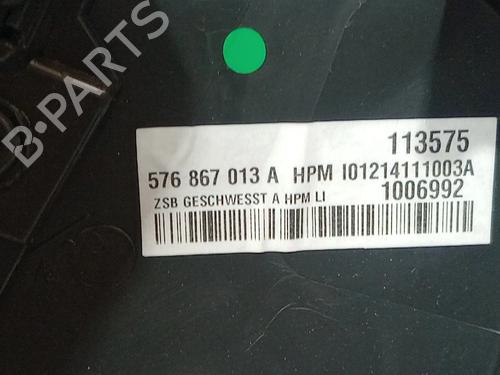 B-PARTS
113575
576 867 013 A HPM I01214111003A
ZSB GESCHWESST A HPM LI 1006992